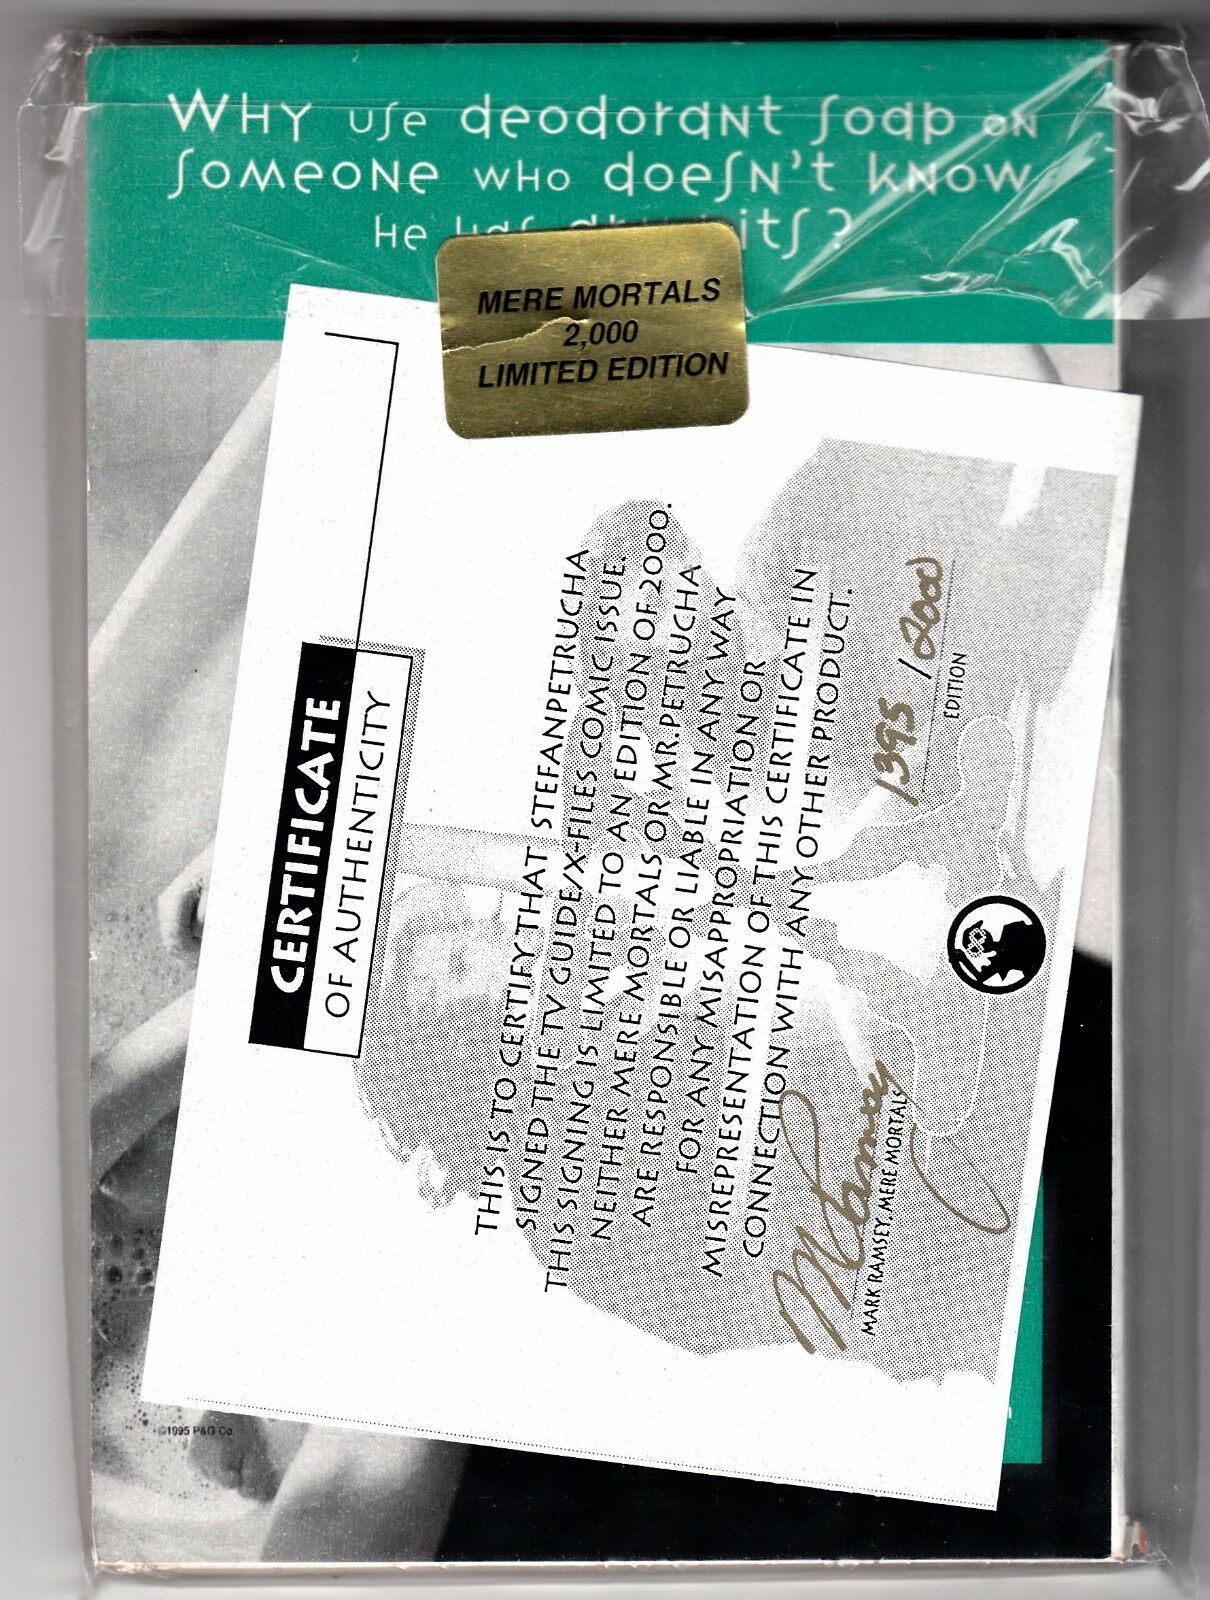 WHY use deodorant soap on
someone who doesn't know
he has
MERE MORTALS
2,000
LIMITED EDITION
CERTIFICATE
OF AUTHENTICITY
THIS IS TO CERTIFY THAT STEFANPETRUCHA
SIGNED THE TV GUIDE/X-FILES COMIC ISSUE.
THIS SIGNING IS LIMITED TO AN EDITION OF 2000.
NEITHER MERE MORTALS OR MR.PETRUCHA
ARE RESPONSIBLE OR LIABLE IN ANY WAY
FOR ANY MISAPPROPRIATION OR
MISREPRESENTATION OF THIS CERTIFICATE IN
CONNECTION WITH ANY OTHER PRODUCT.
MRamsey
MARK RAMSEY, MERE MORTALS
1395 / 2000
EDITION
©1995 P&G Co.